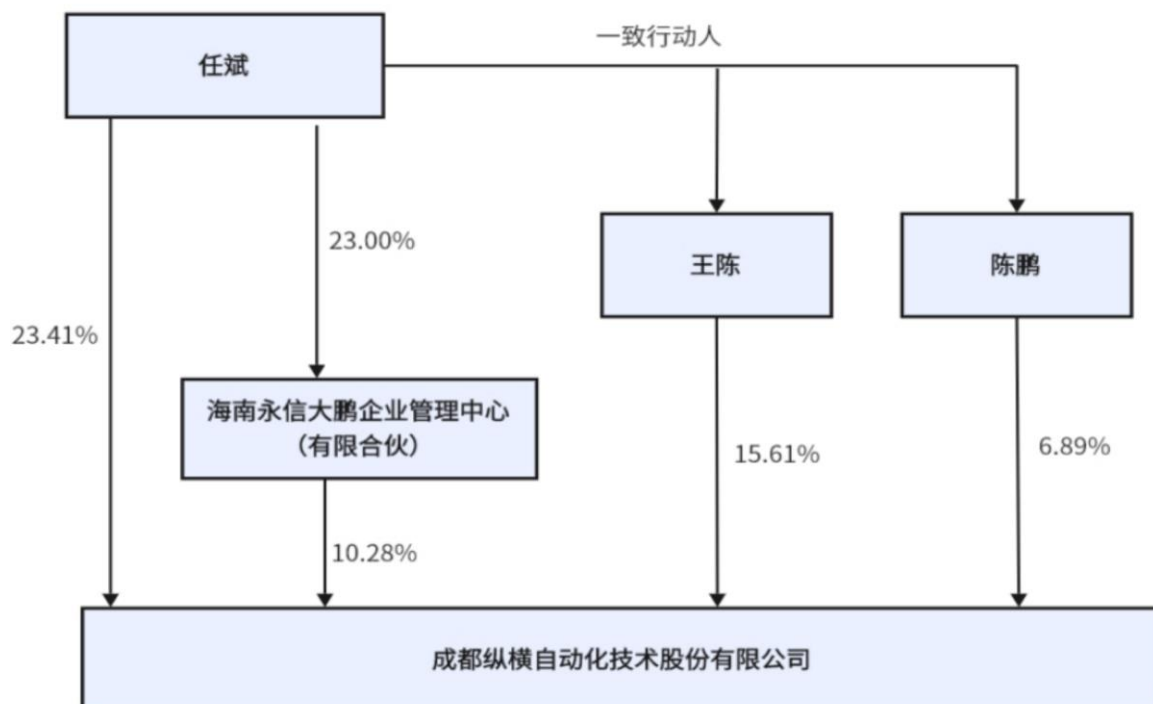 一致行动人
任斌
23.00%
王陈
陈鹏
23.41%
海南永信大鹏企业管理中心
（有限合伙）
15.61%
6.89%
10.28%
成都纵横自动化技术股份有限公司